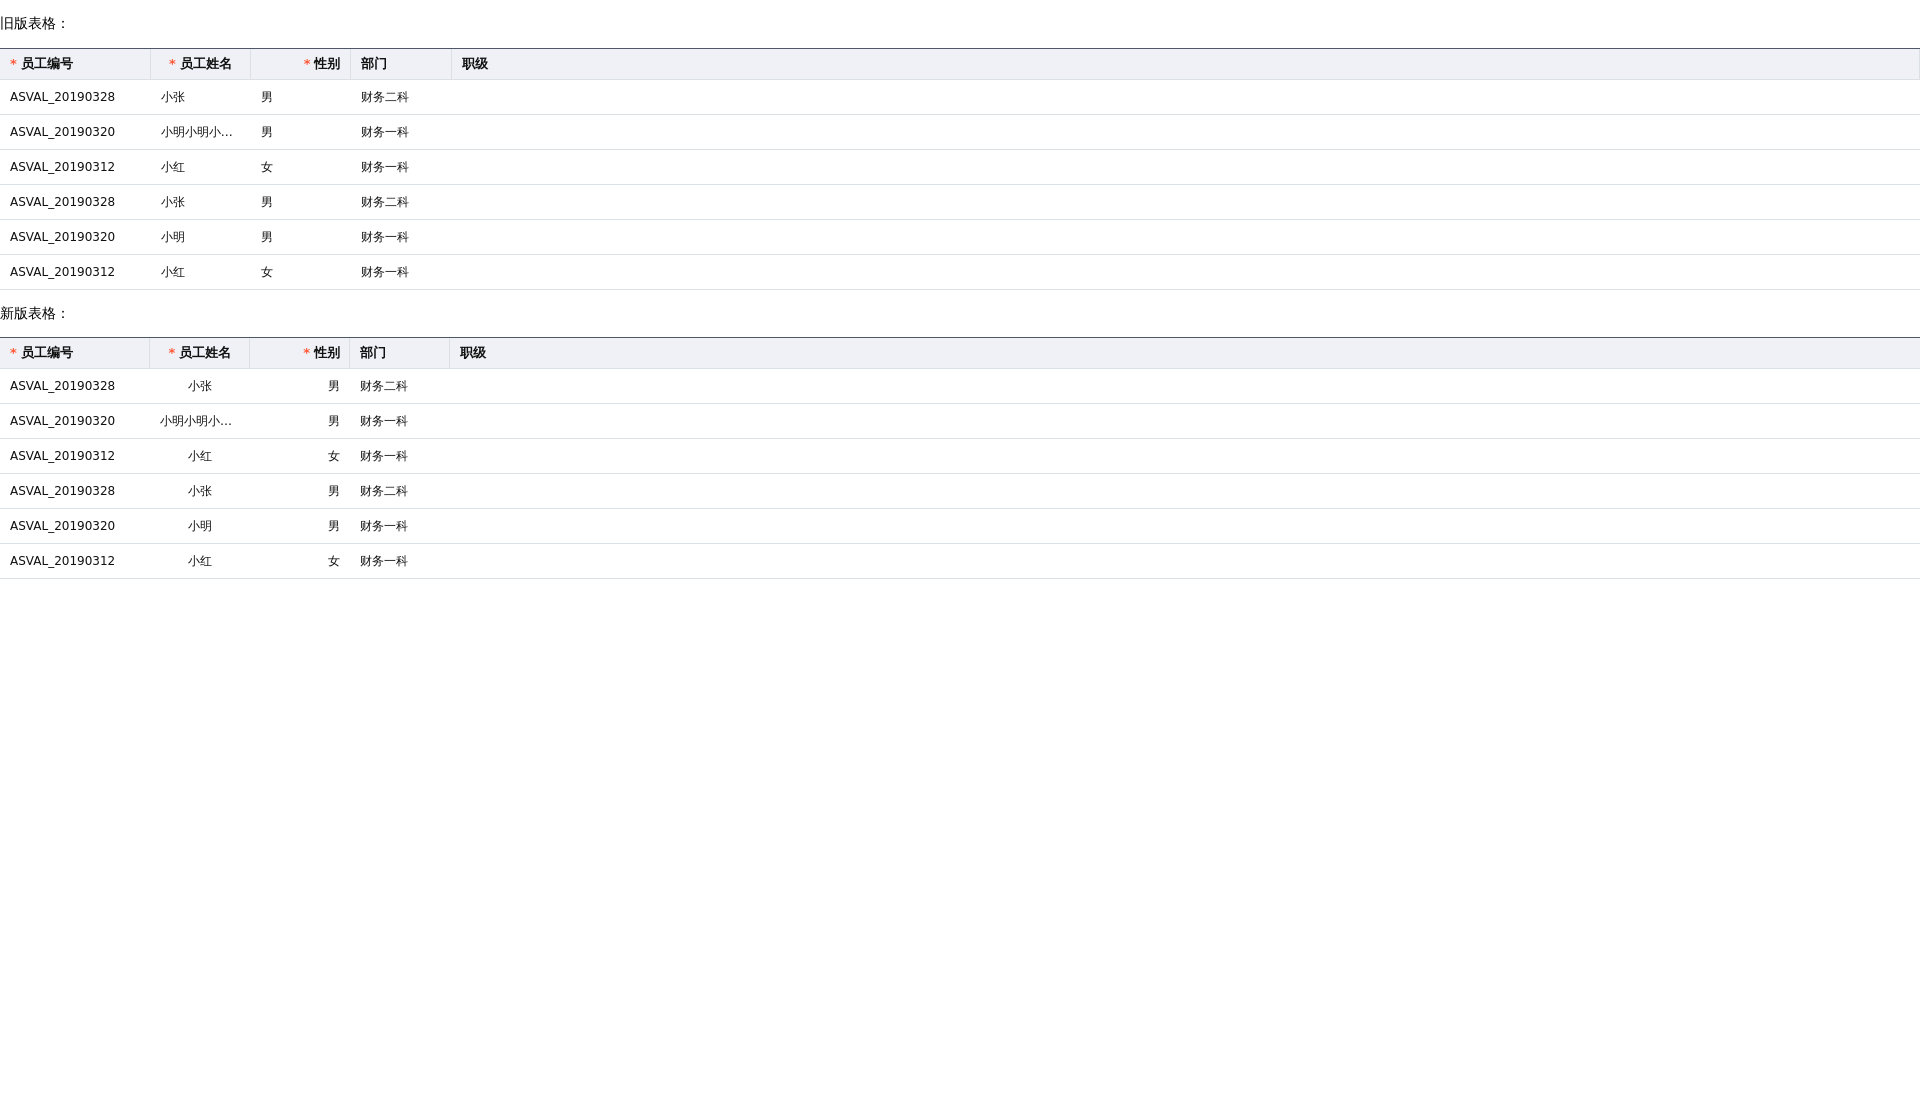 旧版表格：
* 员工编号 * 员工姓名 * 性别 部门 职级
ASVAL_20190328 小张 男 财务二科
ASVAL_20190320 小明小明小... 男 财务一科
ASVAL_20190312 小红 女 财务一科
ASVAL_20190328 小张 男 财务二科
ASVAL_20190320 小明 男 财务一科
ASVAL_20190312 小红 女 财务一科
新版表格：
* 员工编号 * 员工姓名 * 性别 部门 职级
ASVAL_20190328 小张 男 财务二科
ASVAL_20190320 小明小明小... 男 财务一科
ASVAL_20190312 小红 女 财务一科
ASVAL_20190328 小张 男 财务二科
ASVAL_20190320 小明 男 财务一科
ASVAL_20190312 小红 女 财务一科